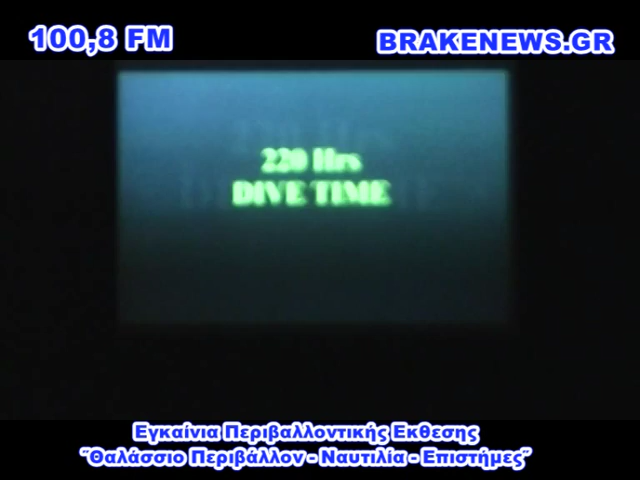 100,8 FM
BRAKENEWS.GR
220 Hrs
DIVE TIME
Εγκαίνια Περιβαλλοντικής Εκθεσης
¨Θαλάσσιο Περιβάλλον - Ναυτιλία - Επιστήμες¨